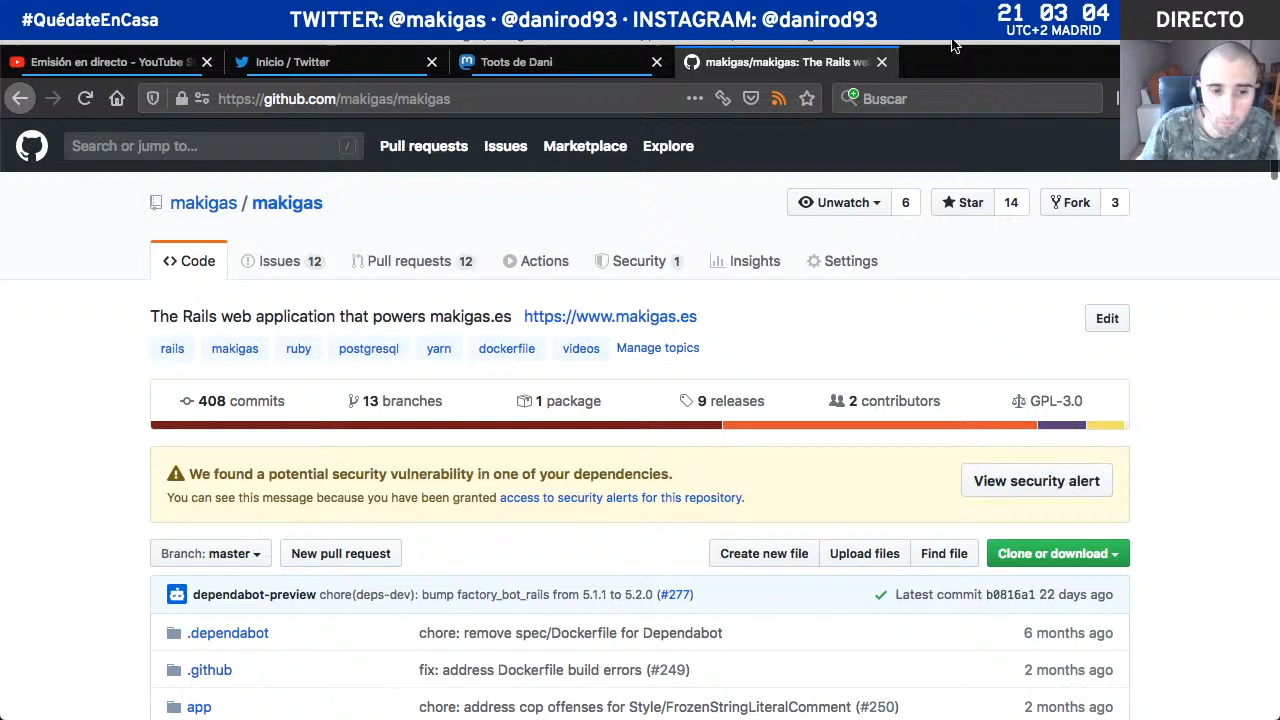 #QuédateEnCasa
TWITTER: @makigas · @danirod93 · INSTAGRAM: @danirod93
21 03 04
UTC+2 MADRID
DIRECTO
Emisión en directo - YouTube S
Inicio / Twitter
Toots de Dani
makigas/makigas: The Rails we
https://github.com/makigas/makigas
Buscar
Search or jump to...
/
Pull requests
Issues
Marketplace
Explore
makigas / makigas
Unwatch
6
Star
14
Fork
3
Code
Issues 12
Pull requests 12
Actions
Security 1
Insights
Settings
The Rails web application that powers makigas.es https://www.makigas.es
Edit
rails makigas ruby postgresql yarn dockerfile videos Manage topics
408 commits
13 branches
1 package
9 releases
2 contributors
GPL-3.0
We found a potential security vulnerability in one of your dependencies.
You can see this message because you have been granted access to security alerts for this repository.
View security alert
Branch: master
New pull request
Create new file
Upload files
Find file
Clone or download
dependabot-preview chore(deps-dev): bump factory_bot_rails from 5.1.1 to 5.2.0 (#277)
Latest commit b0816a1 22 days ago
.dependabot
chore: remove spec/Dockerfile for Dependabot
6 months ago
.github
fix: address Dockerfile build errors (#249)
2 months ago
app
chore: address cop offenses for Style/FrozenStringLiteralComment (#250)
2 months ago